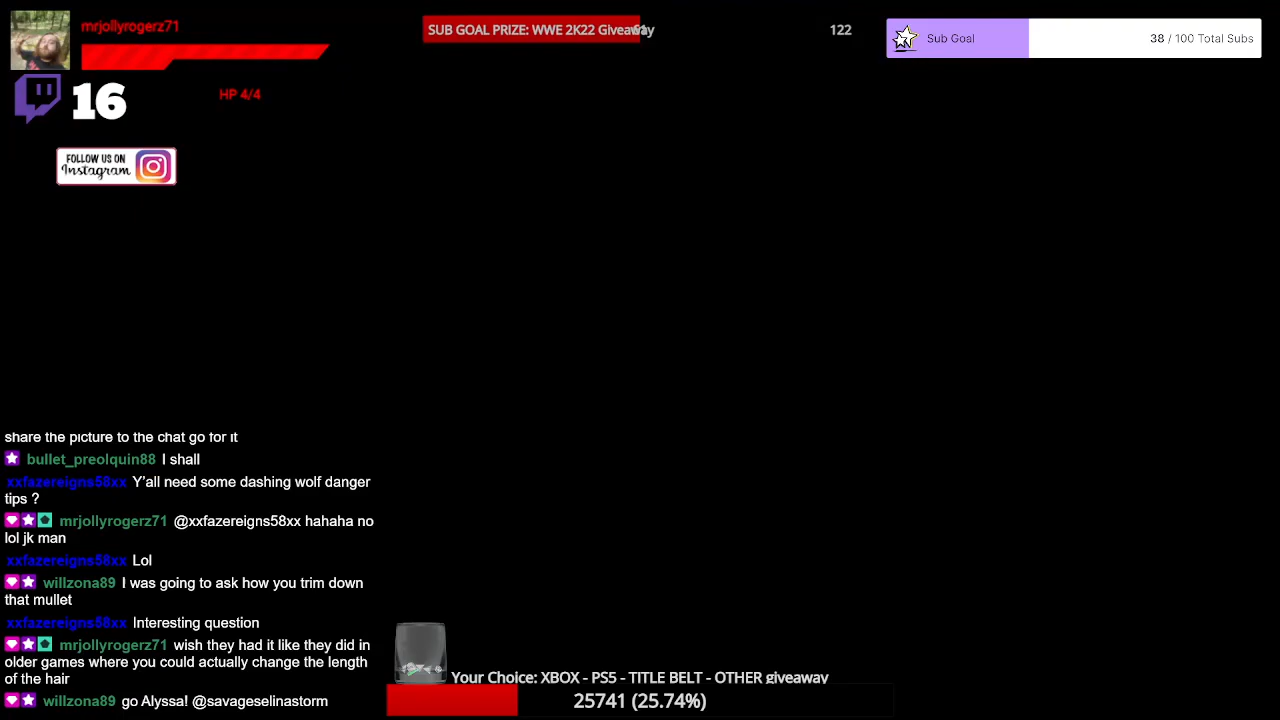 mrjollyrogerz71
SUB GOAL PRIZE: WWE 2K22 Giveaway
122
Sub Goal
38 / 100 Total Subs
16
HP 4/4
FOLLOW US ON
Instagram
share the picture to the chat go for it
bullet_preolquin88 I shall
xxfazereigns58xx Y'all need some dashing wolf danger
tips ?
mrjollyrogerz71 @xxfazereigns58xx hahaha no
lol jk man
xxfazereigns58xx Lol
willzona89 I was going to ask how you trim down
that mullet
xxfazereigns58xx Interesting question
mrjollyrogerz71 wish they had it like they did in
older games where you could actually change the length
of the hair
willzona89 go Alyssa! @savageselinastorm
Your Choice: XBOX - PS5 - TITLE BELT - OTHER giveaway
25741 (25.74%)